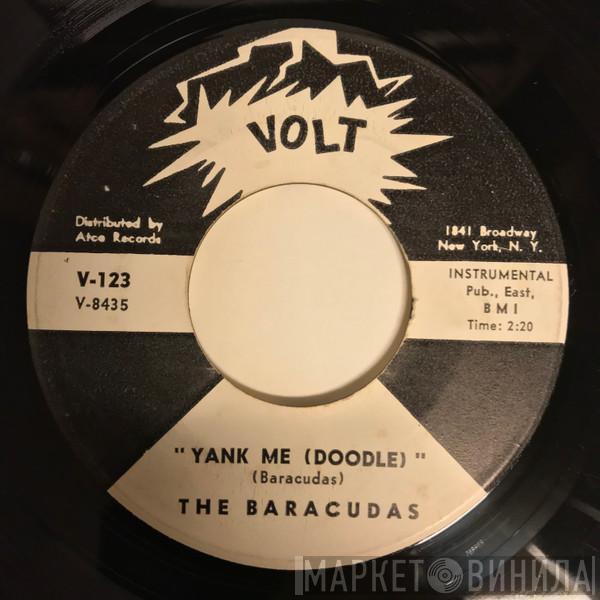 VOLT
Distributed by
Atco Records
1841 Broadway
New York, N. Y.
V-123
V-8435
INSTRUMENTAL
Pub., East,
BMI
Time: 2:20
"YANK ME (DOODLE)"
(Baracudas)
THE BARACUDAS
МАРКЕТ ВИНИЛА